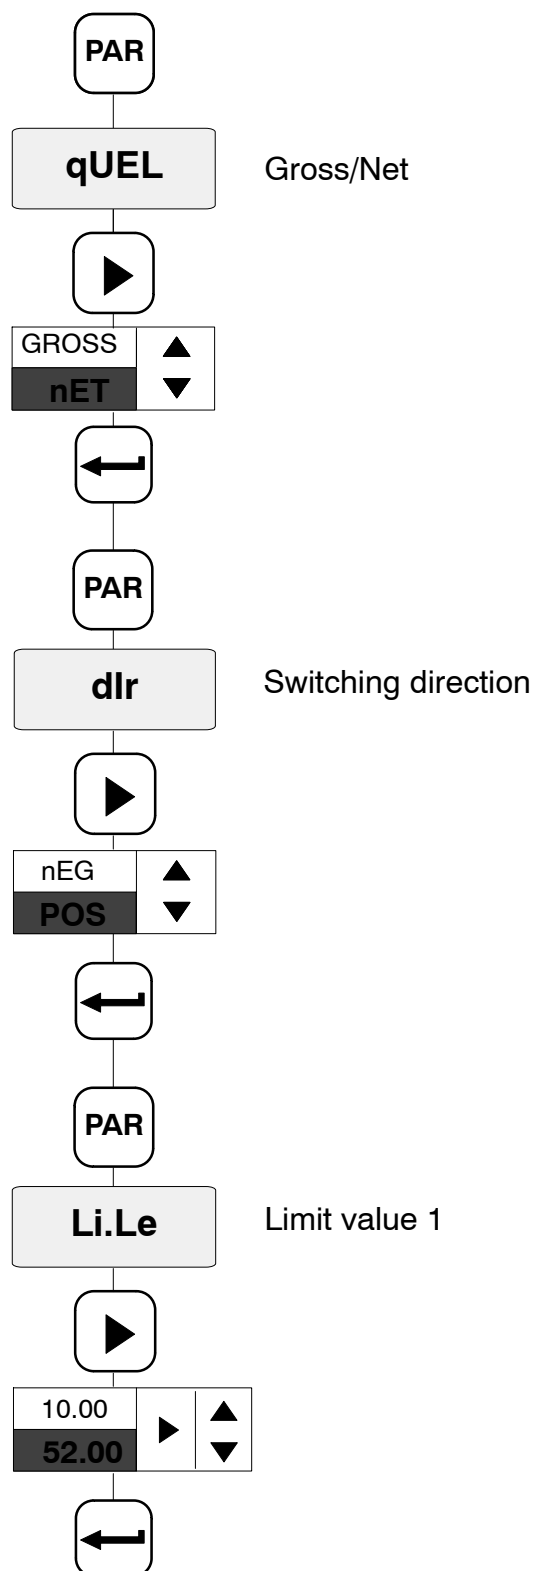 PAR
qUEL
Gross/Net
GROSS
nET
PAR
dIr
Switching direction
nEG
POS
PAR
Li.Le
Limit value 1
10.00
52.00